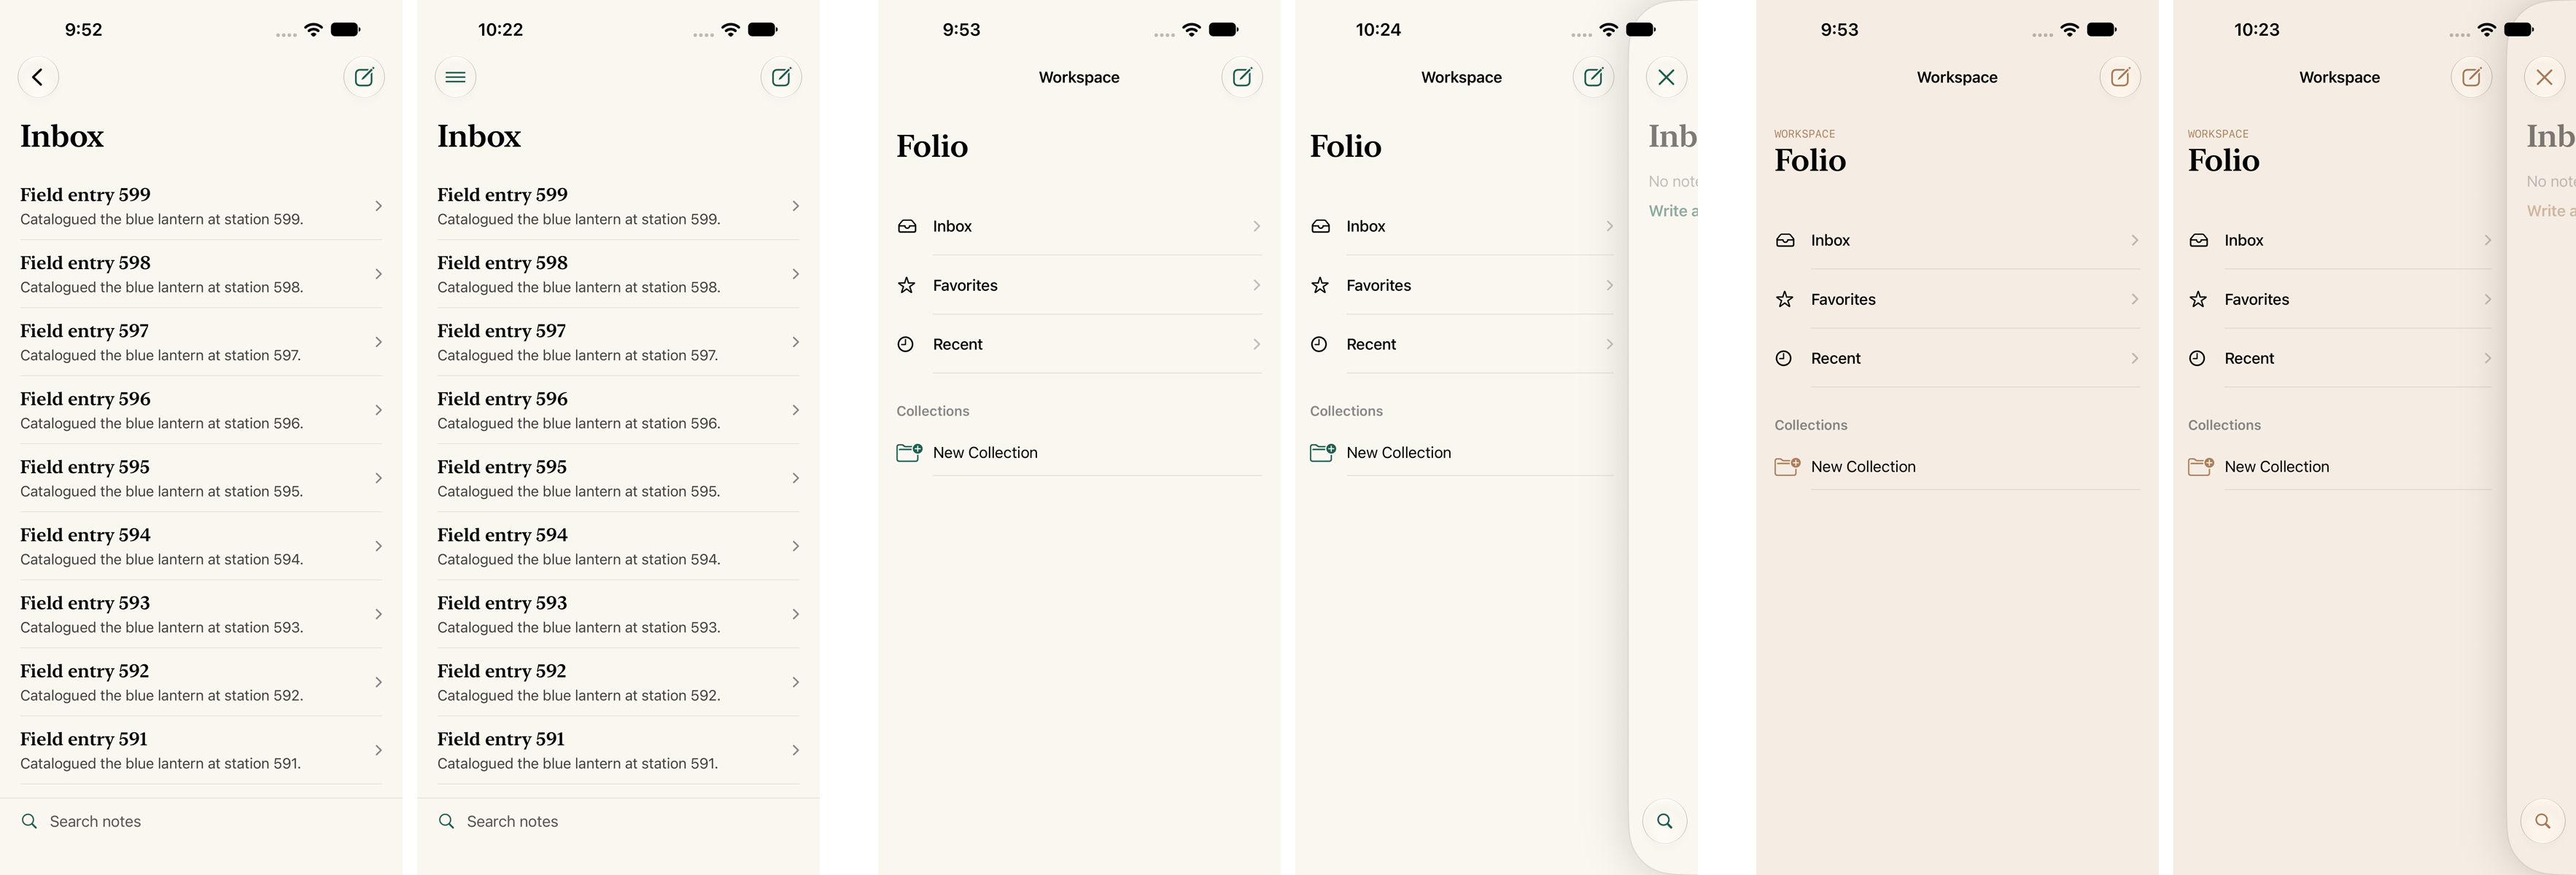 9:52
Inbox
Field entry 599
Catalogued the blue lantern at station 599.
Field entry 598
Catalogued the blue lantern at station 598.
Field entry 597
Catalogued the blue lantern at station 597.
Field entry 596
Catalogued the blue lantern at station 596.
Field entry 595
Catalogued the blue lantern at station 595.
Field entry 594
Catalogued the blue lantern at station 594.
Field entry 593
Catalogued the blue lantern at station 593.
Field entry 592
Catalogued the blue lantern at station 592.
Field entry 591
Catalogued the blue lantern at station 591.
Search notes
10:22
Inbox
Field entry 599
Catalogued the blue lantern at station 599.
Field entry 598
Catalogued the blue lantern at station 598.
Field entry 597
Catalogued the blue lantern at station 597.
Field entry 596
Catalogued the blue lantern at station 596.
Field entry 595
Catalogued the blue lantern at station 595.
Field entry 594
Catalogued the blue lantern at station 594.
Field entry 593
Catalogued the blue lantern at station 593.
Field entry 592
Catalogued the blue lantern at station 592.
Field entry 591
Catalogued the blue lantern at station 591.
Search notes
9:53
Workspace
Folio
Inbox
Favorites
Recent
Collections
New Collection
10:24
Workspace
Folio
Inbox
Favorites
Recent
Collections
New Collection
Inb
No note
Write a
9:53
Workspace
WORKSPACE
Folio
Inbox
Favorites
Recent
Collections
New Collection
10:23
Workspace
WORKSPACE
Folio
Inbox
Favorites
Recent
Collections
New Collection
Inb
No note
Write a